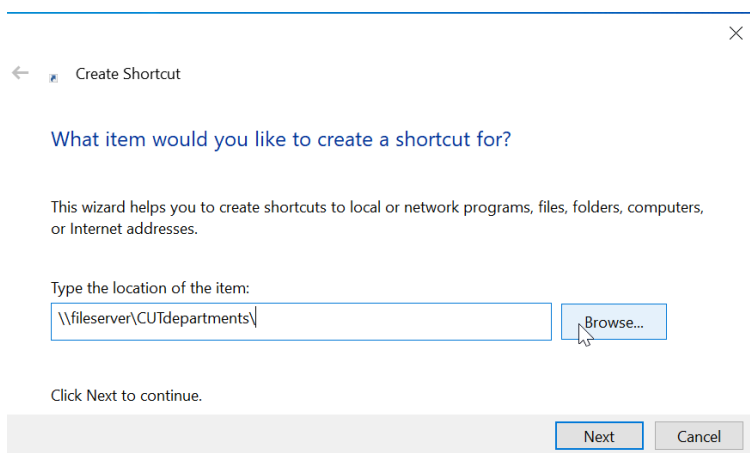 Create Shortcut
What item would you like to create a shortcut for?
This wizard helps you to create shortcuts to local or network programs, files, folders, computers,
or Internet addresses.
Type the location of the item:
\\fileserver\CUTdepartments\
Browse...
Click Next to continue.
Next Cancel